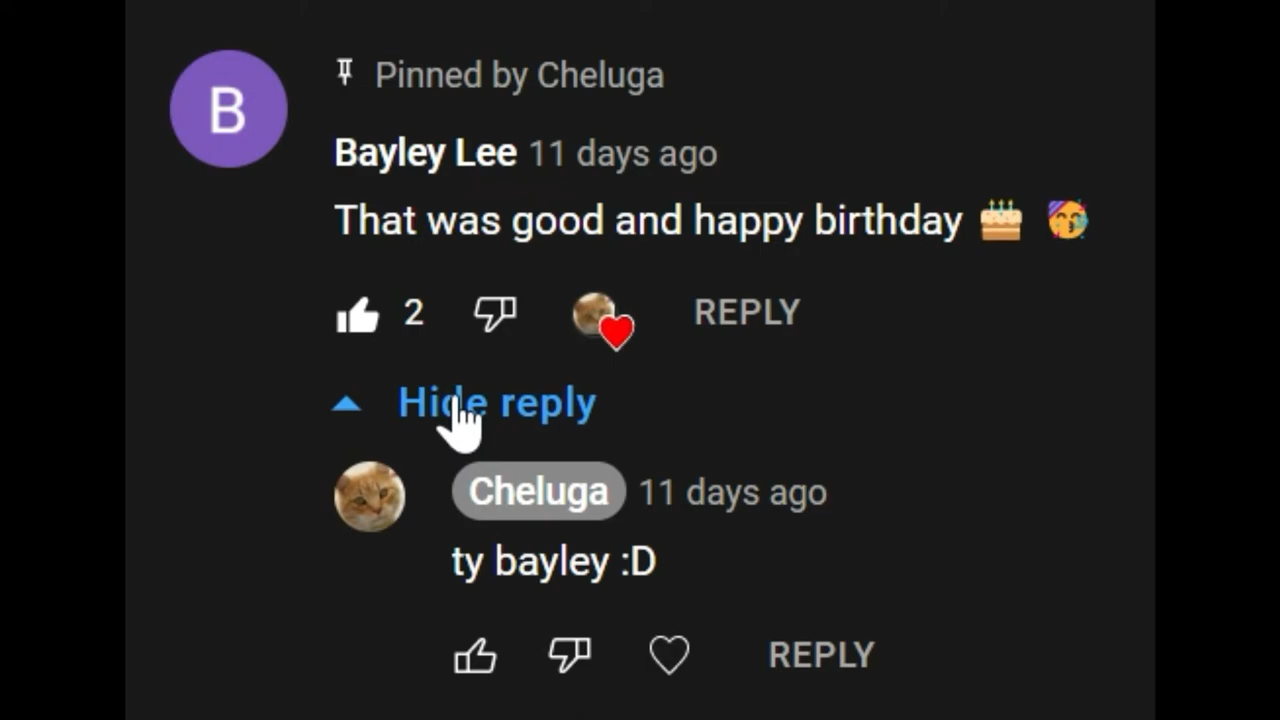 B
Pinned by Cheluga
Bayley Lee 11 days ago
That was good and happy birthday 🎂 🥳
2 REPLY
Hide reply
Cheluga 11 days ago
ty bayley :D
REPLY